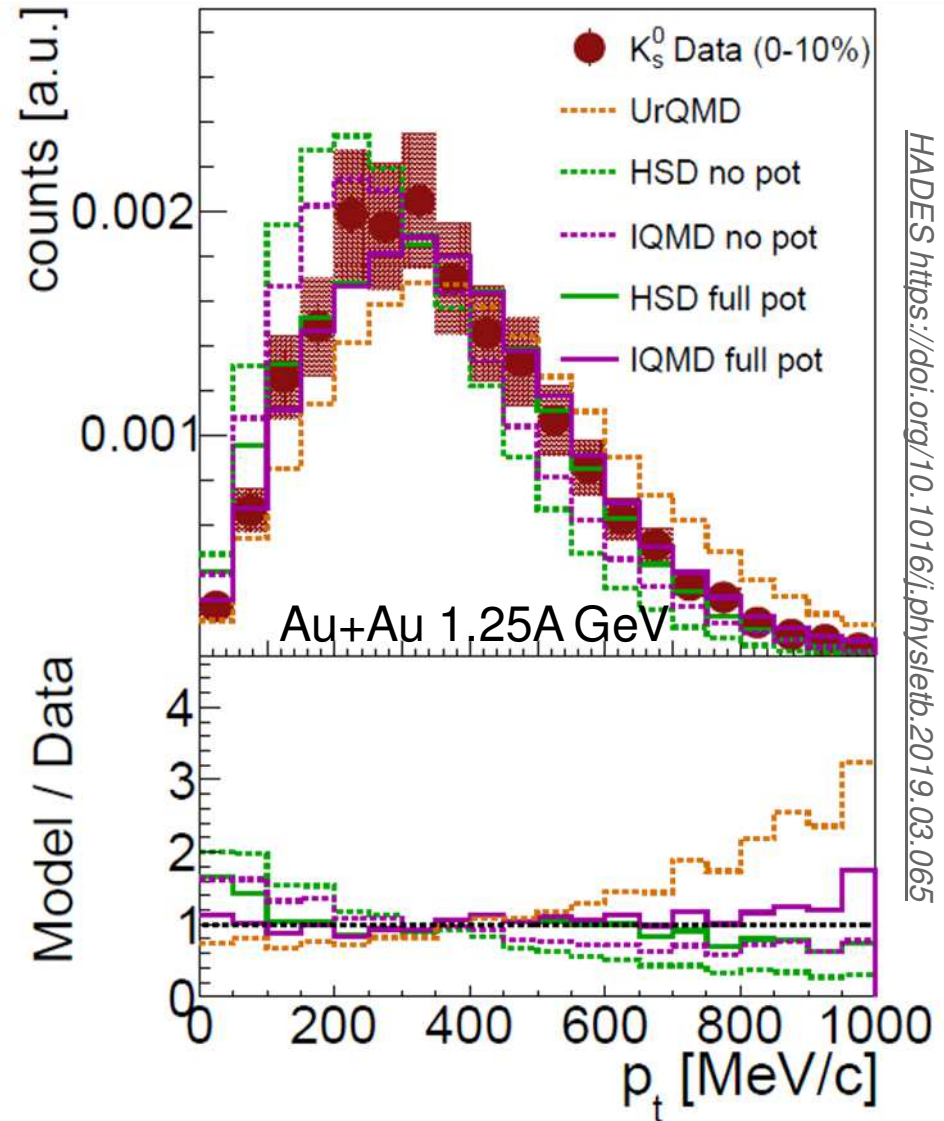 counts [a.u.]
0.002
0.001
K⁰ₛ Data (0-10%)
UrQMD
HSD no pot
IQMD no pot
HSD full pot
IQMD full pot
Au+Au 1.25A GeV
Model / Data
4
3
2
1
0
0 200 400 600 800 1000
pₜ [MeV/c]
HADES https://doi.org/10.1016/j.physletb.2019.03.065